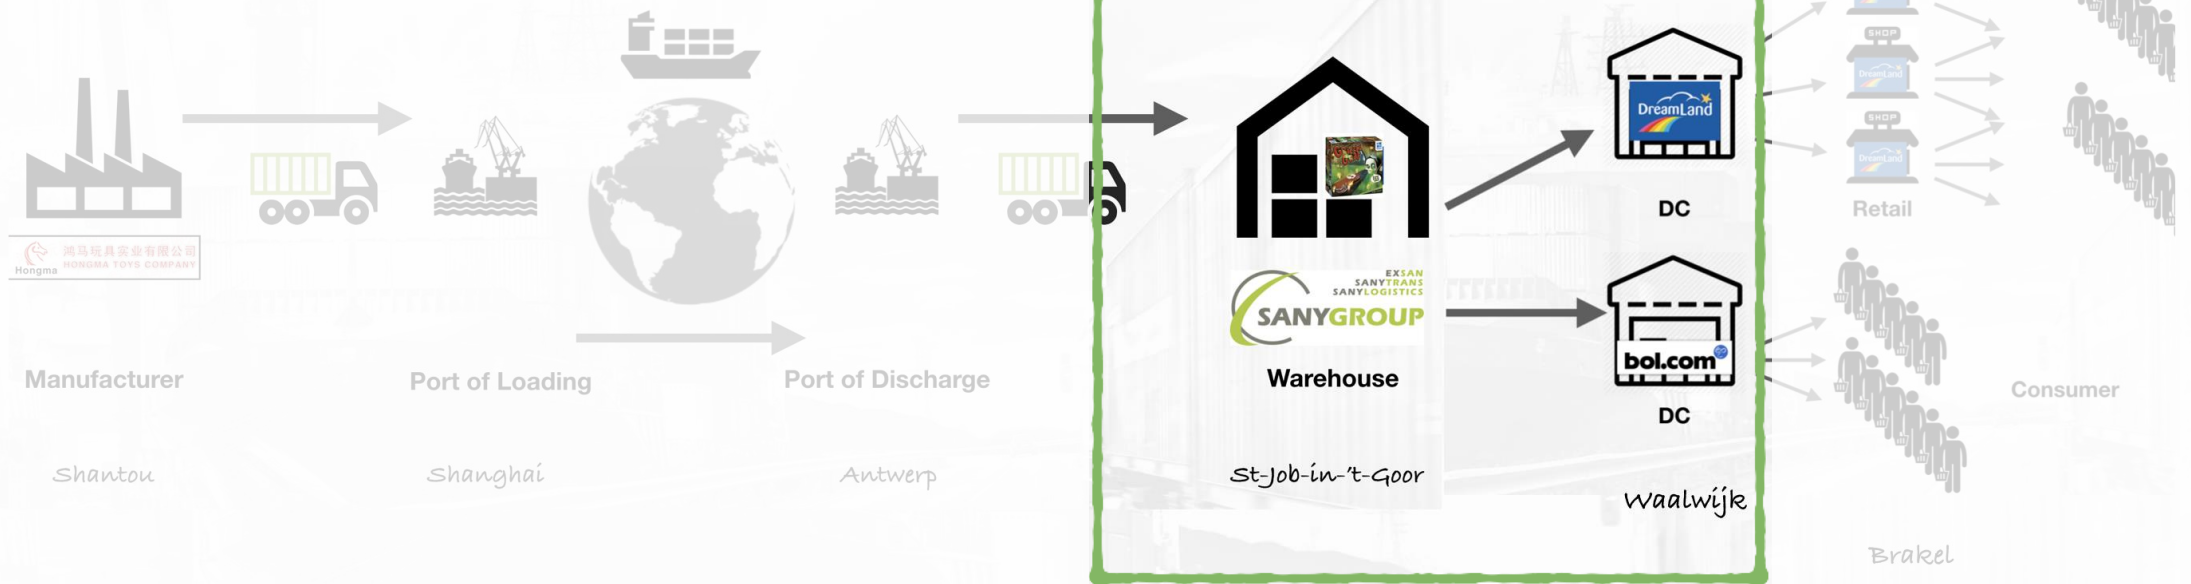 SHOP
DreamLand
SHOP
DreamLand
DreamLand
DC
Retail
Hongma
鸿马玩具实业有限公司
HONGMA TOYS COMPANY
EXSAN
SANYTRANS
SANYLOGISTICS
SANYGROUP
bol.com
Manufacturer
Port of Loading
Port of Discharge
Warehouse
DC
Consumer
Shantou
Shanghai
Antwerp
St-Job-in-'t-Goor
Waalwijk
Brakel